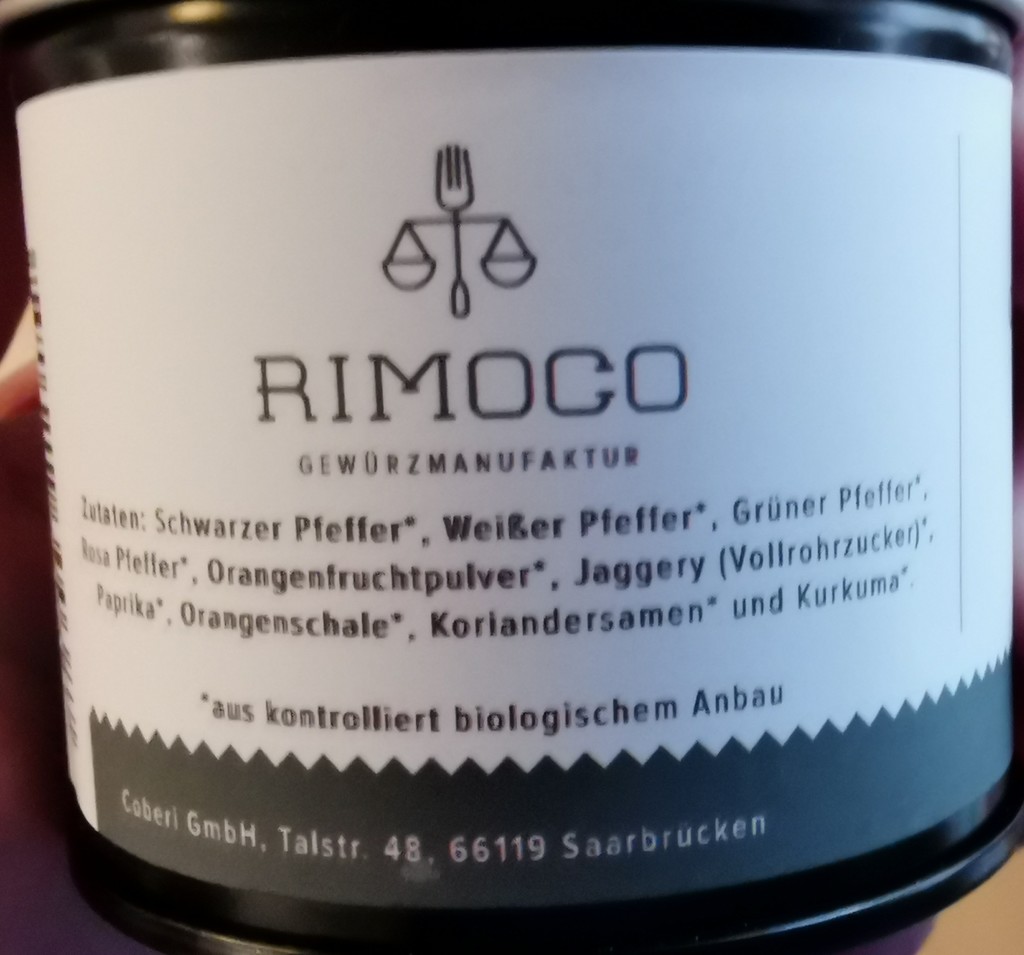 RIMOCO
GEWÜRZMANUFAKTUR
Zutaten: Schwarzer Pfeffer*, Weißer Pfeffer*, Grüner Pfeffer*,
Rosa Pfeffer*, Orangenfruchtpulver*, Jaggery (Vollrohrzucker)*,
Paprika*, Orangenschale*, Koriandersamen* und Kurkuma*.
*aus kontrolliert biologischem Anbau
Coberi GmbH, Talstr. 48, 66119 Saarbrücken